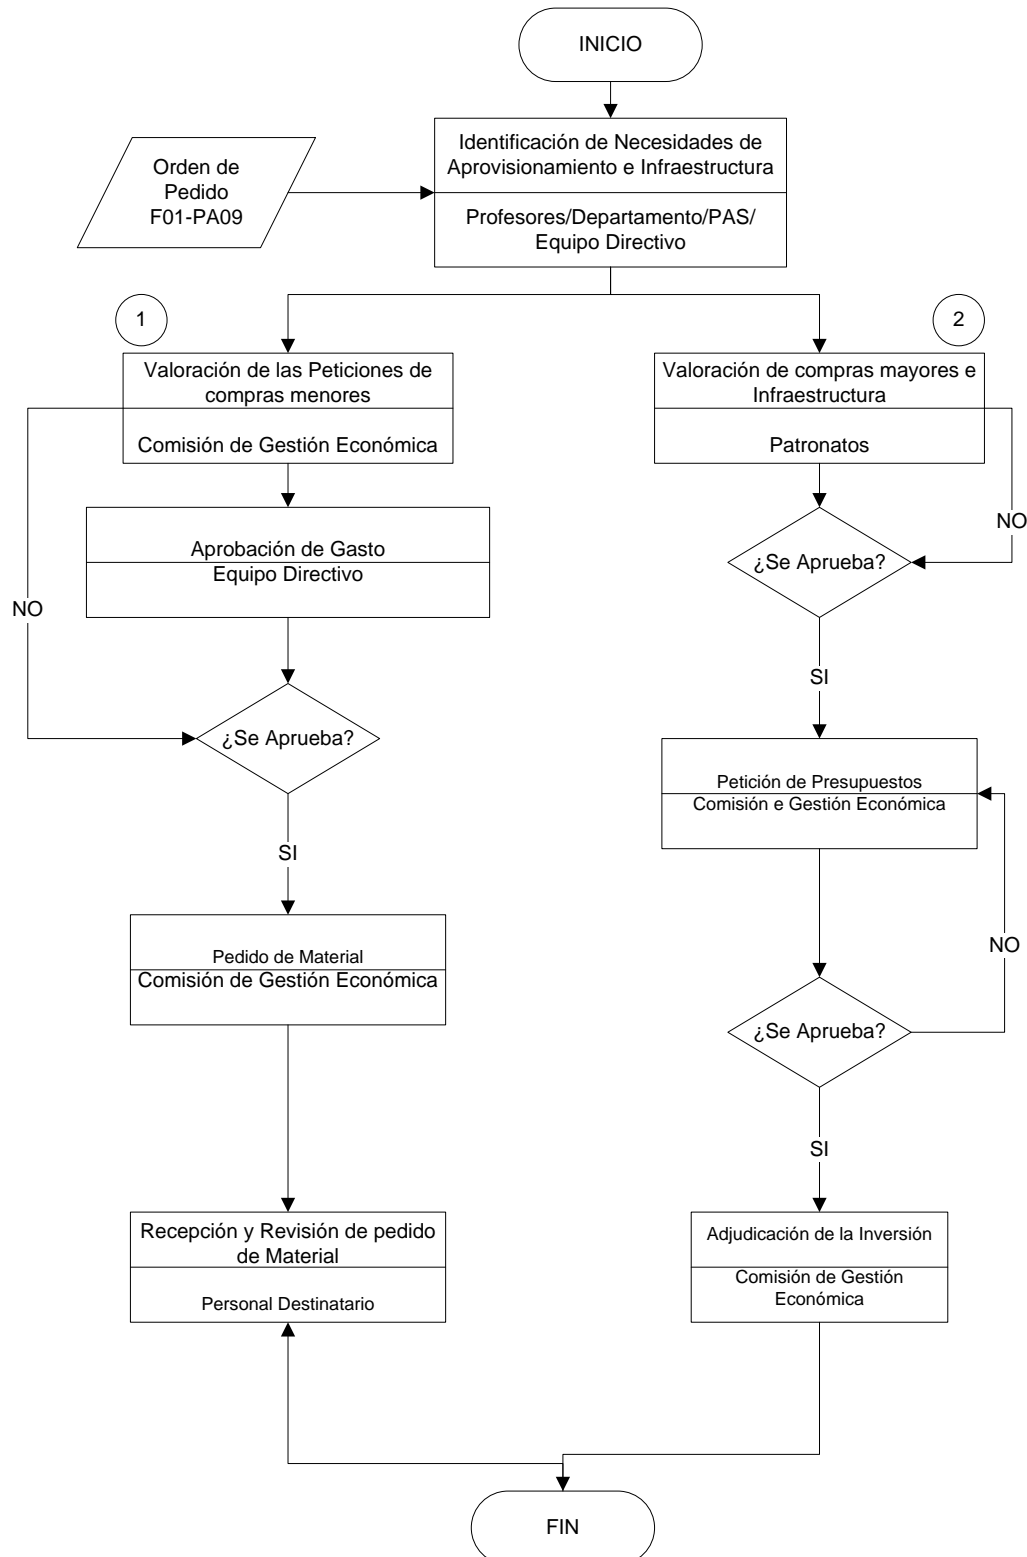 INICIO
Orden de
Pedido
F01-PA09
Identificación de Necesidades de
Aprovisionamiento e Infraestructura
Profesores/Departamento/PAS/
Equipo Directivo
1
2
Valoración de las Peticiones de
compras menores
Comisión de Gestión Económica
Valoración de compras mayores e
Infraestructura
Patronatos
Aprobación de Gasto
Equipo Directivo
NO
¿Se Aprueba?
NO
SI
¿Se Aprueba?
SI
Petición de Presupuestos
Comisión e Gestión Económica
Pedido de Material
Comisión de Gestión Económica
NO
¿Se Aprueba?
SI
Recepción y Revisión de pedido
de Material
Personal Destinatario
Adjudicación de la Inversión
Comisión de Gestión
Económica
FIN